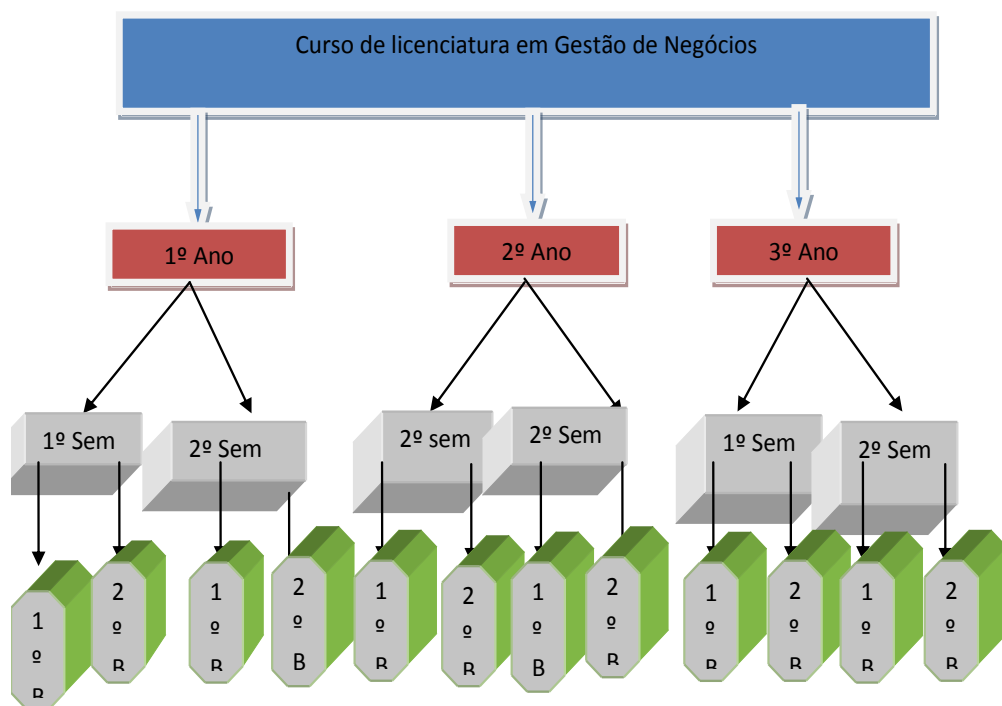 Curso de licenciatura em Gestão de Negócios
1º Ano
2º Ano
3º Ano
1º Sem
2º Sem
2º sem
2º Sem
1º Sem
2º Sem
1
º
B
2
º
B
1
º
B
2
º
B
1
º
B
2
º
B
1
º
B
2
º
B
1
º
B
2
º
B
1
º
B
2
º
B